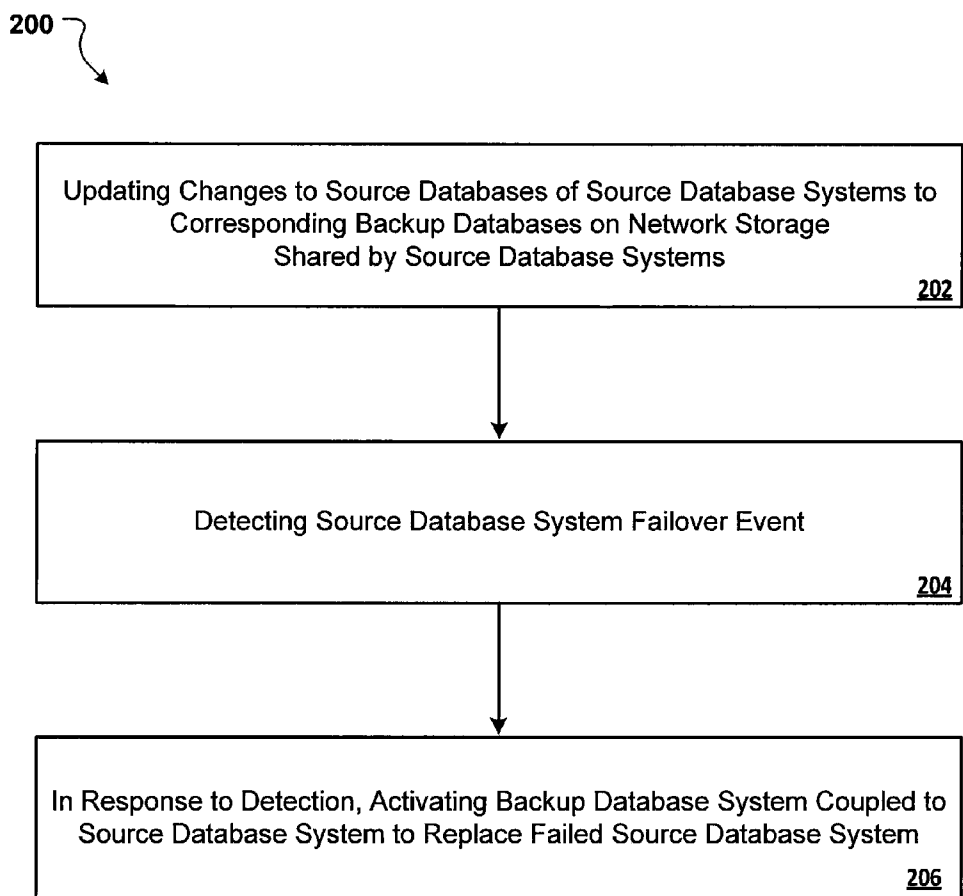 200
Updating Changes to Source Databases of Source Database Systems to
Corresponding Backup Databases on Network Storage
Shared by Source Database Systems
202
Detecting Source Database System Failover Event
204
In Response to Detection, Activating Backup Database System Coupled to
Source Database System to Replace Failed Source Database System
206